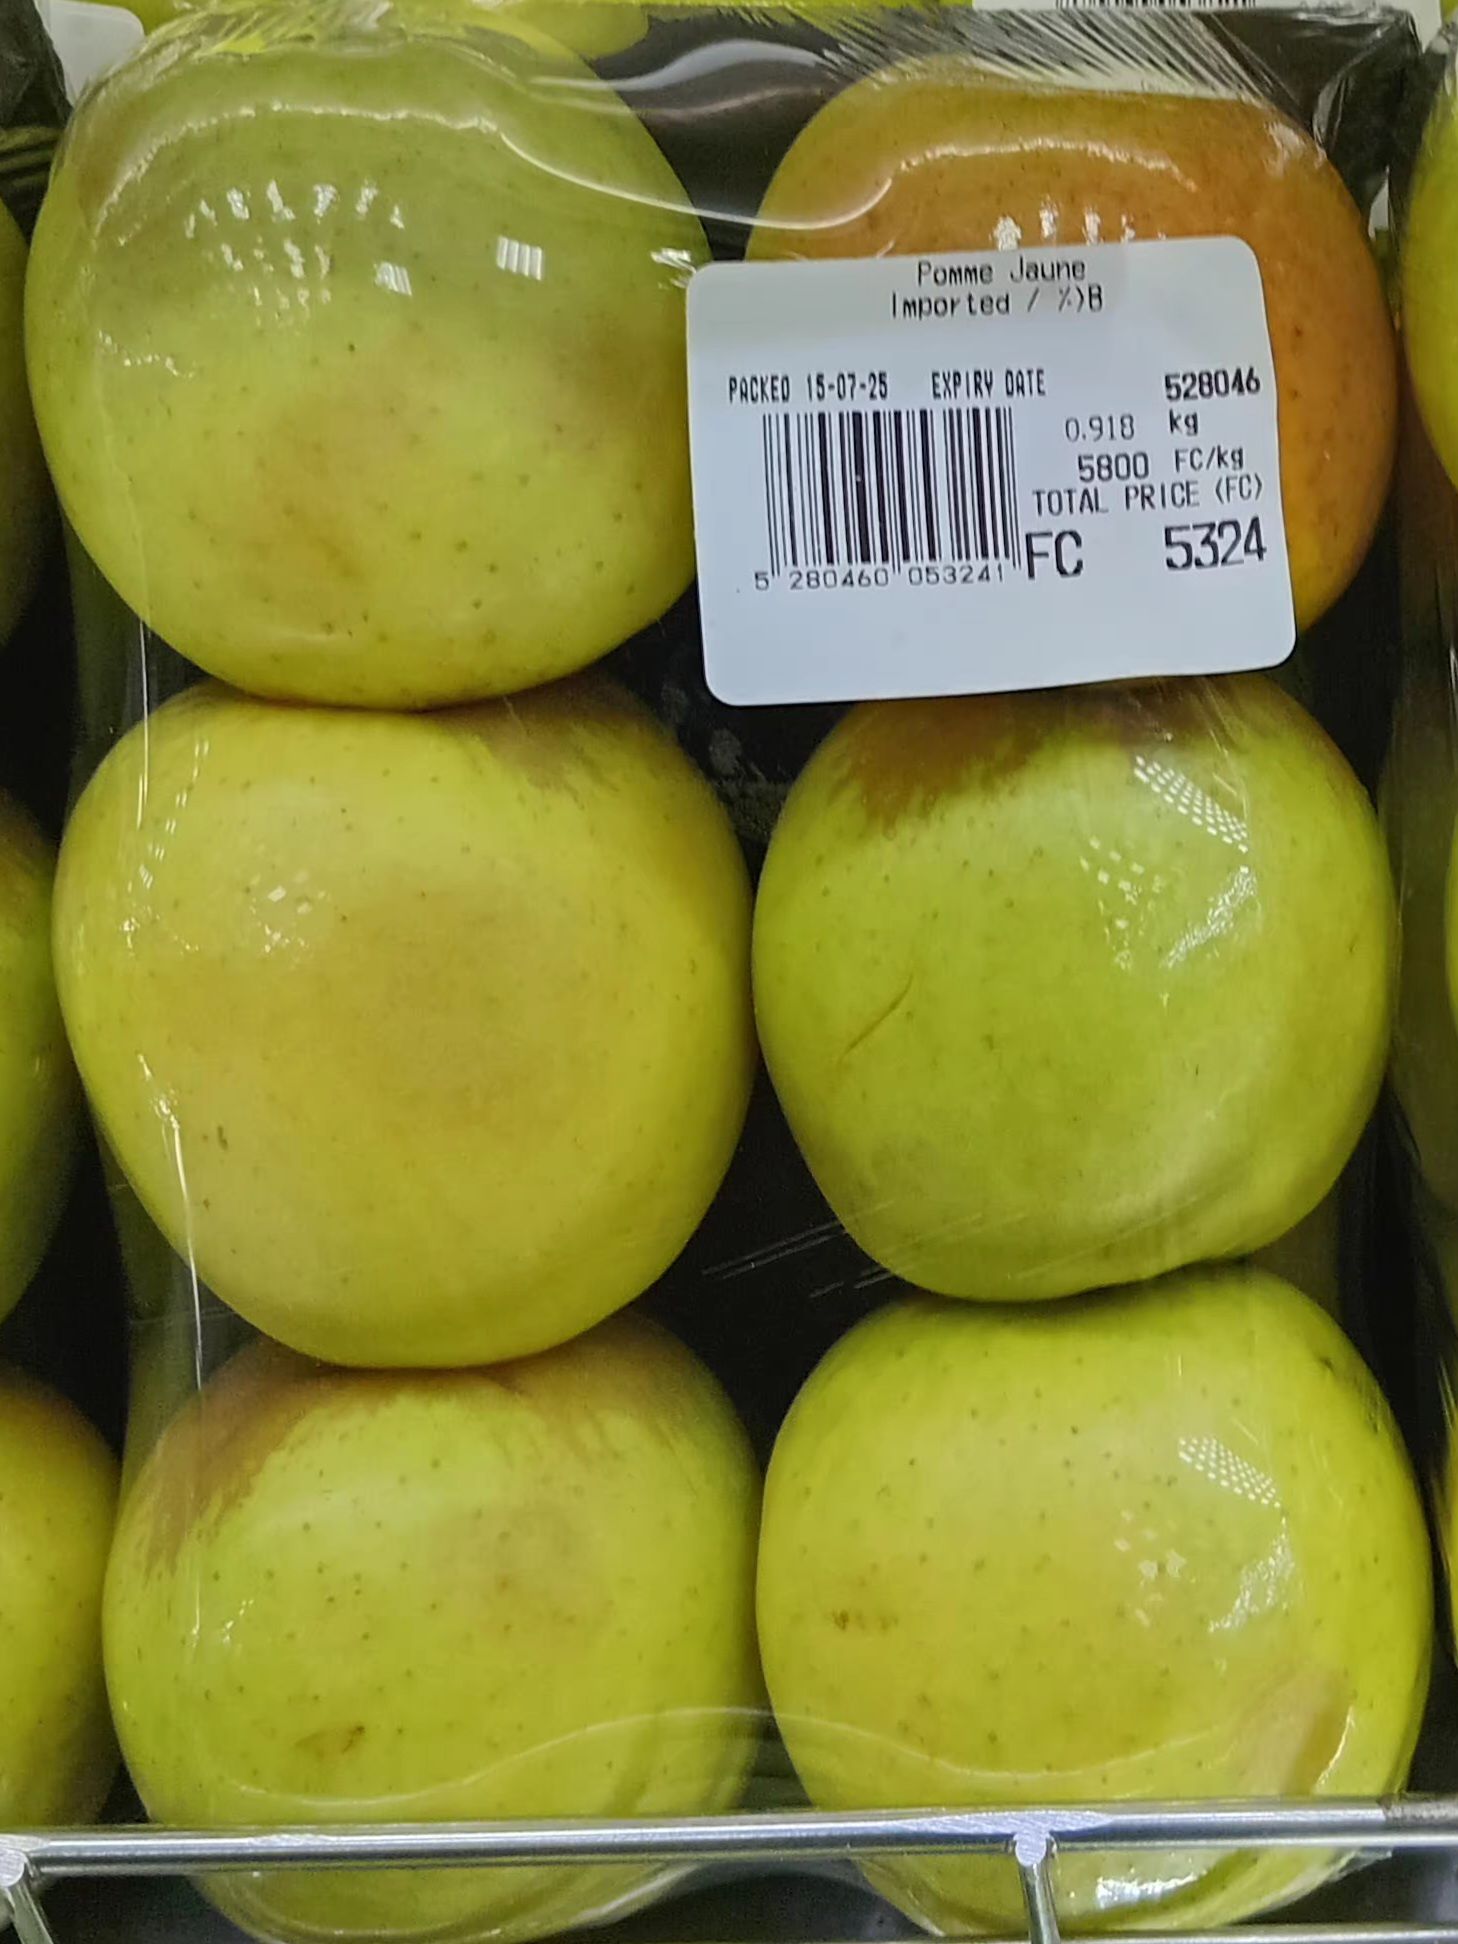 Pomme Jaune
Imported / %)B
PACKED 15-07-25 EXPIRY DATE 528046
0.918 kg
5800 FC/kg
TOTAL PRICE (FC)
FC 5324
5 280460 053241